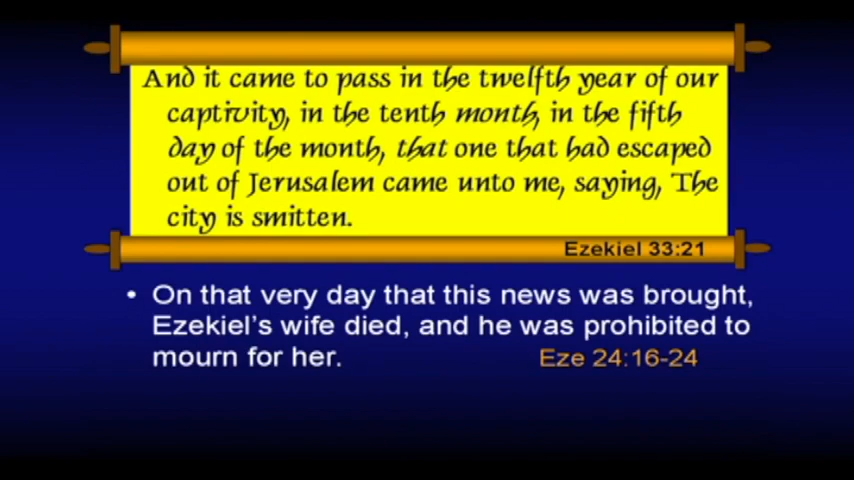 And it came to pass in the twelfth year of our
captivity, in the tenth month, in the fifth
day of the month, that one that had escaped
out of Jerusalem came unto me, saying, The
city is smitten.
Ezekiel 33:21
• On that very day that this news was brought,
Ezekiel's wife died, and he was prohibited to
mourn for her. Eze 24:16-24